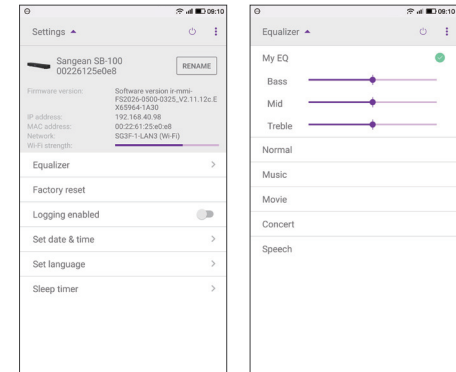 09:10
Settings
Sangean SB-100
00226125e0e8
RENAME
Firmware version:
Software version ir-mmi-
FS2026-0500-0325_V2.11.12c.E
X65964-1A30
IP address:
192.168.40.98
MAC address:
00:22:61:25:e0:e8
Network:
SG3F-1-LAN3 (Wi-Fi)
Wi-Fi strength:
Equalizer
Factory reset
Logging enabled
Set date & time
Set language
Sleep timer
09:10
Equalizer
My EQ
Bass
Mid
Treble
Normal
Music
Movie
Concert
Speech